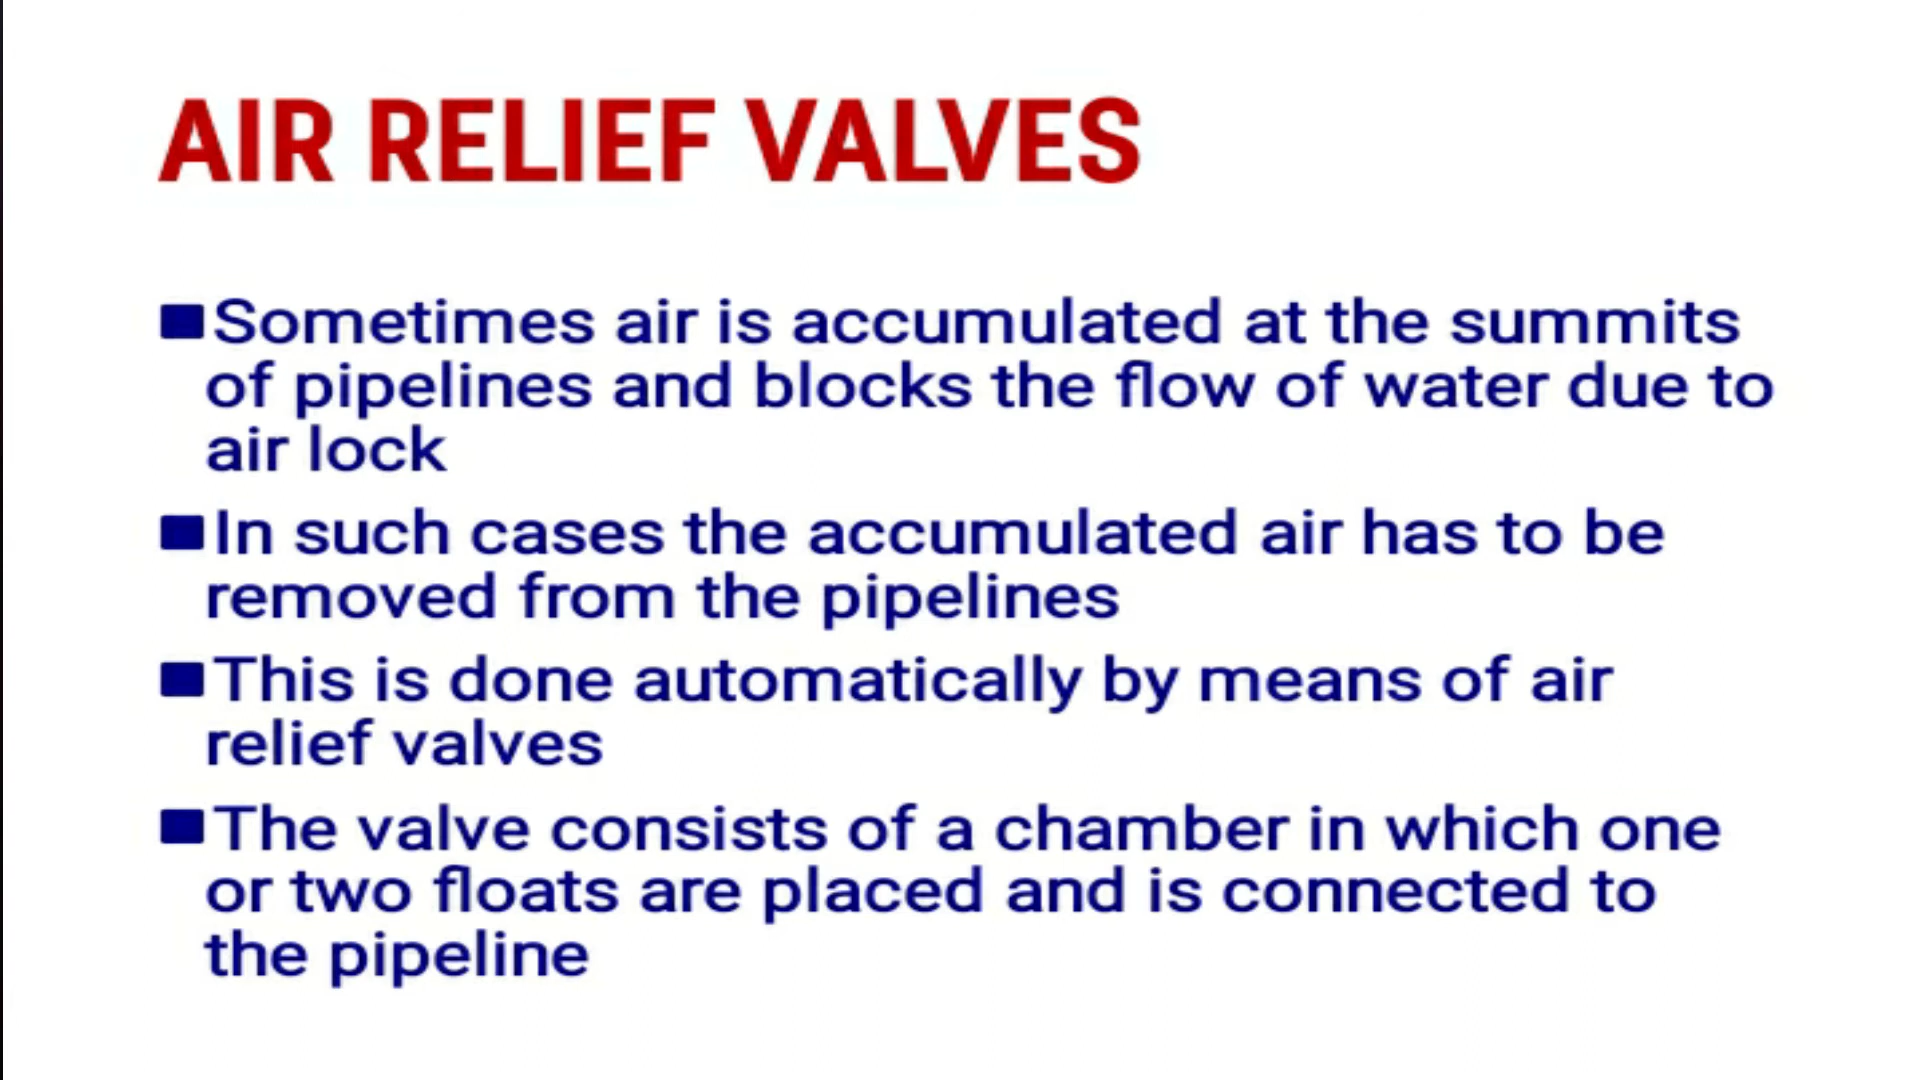 AIR RELIEF VALVES
Sometimes air is accumulated at the summits
of pipelines and blocks the flow of water due to
air lock
In such cases the accumulated air has to be
removed from the pipelines
This is done automatically by means of air
relief valves
The valve consists of a chamber in which one
or two floats are placed and is connected to
the pipeline